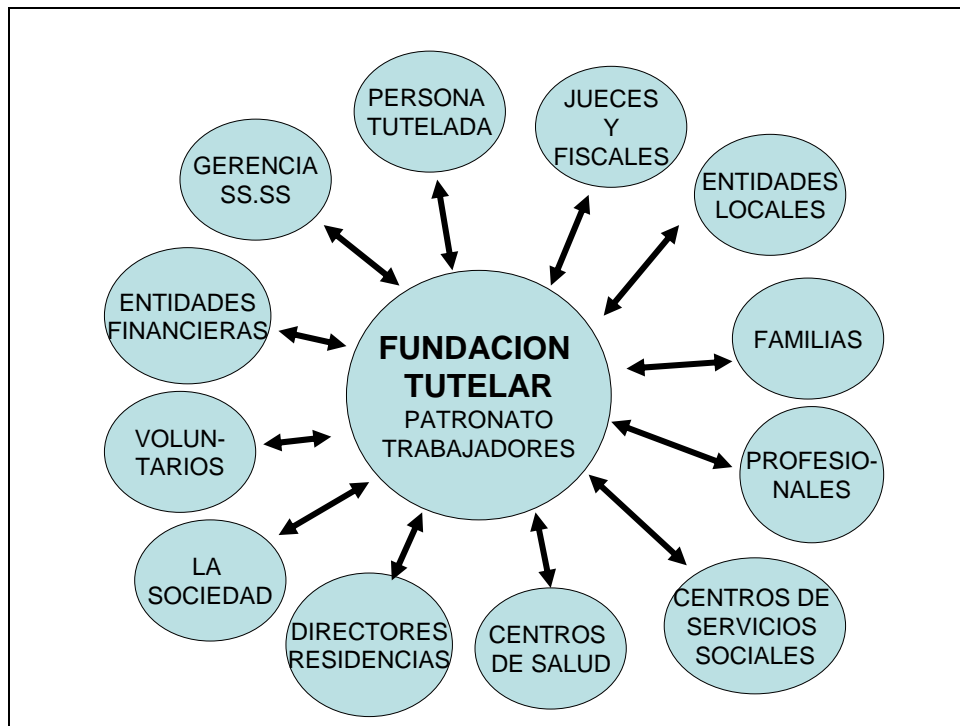 PERSONA
TUTELADA
JUECES
Y
FISCALES
GERENCIA
SS.SS
ENTIDADES
LOCALES
ENTIDADES
FINANCIERAS
FUNDACION
TUTELAR
PATRONATO
TRABAJADORES
FAMILIAS
VOLUN-
TARIOS
PROFESIO-
NALES
LA
SOCIEDAD
DIRECTORES
RESIDENCIAS
CENTROS
DE SALUD
CENTROS DE
SERVICIOS
SOCIALES